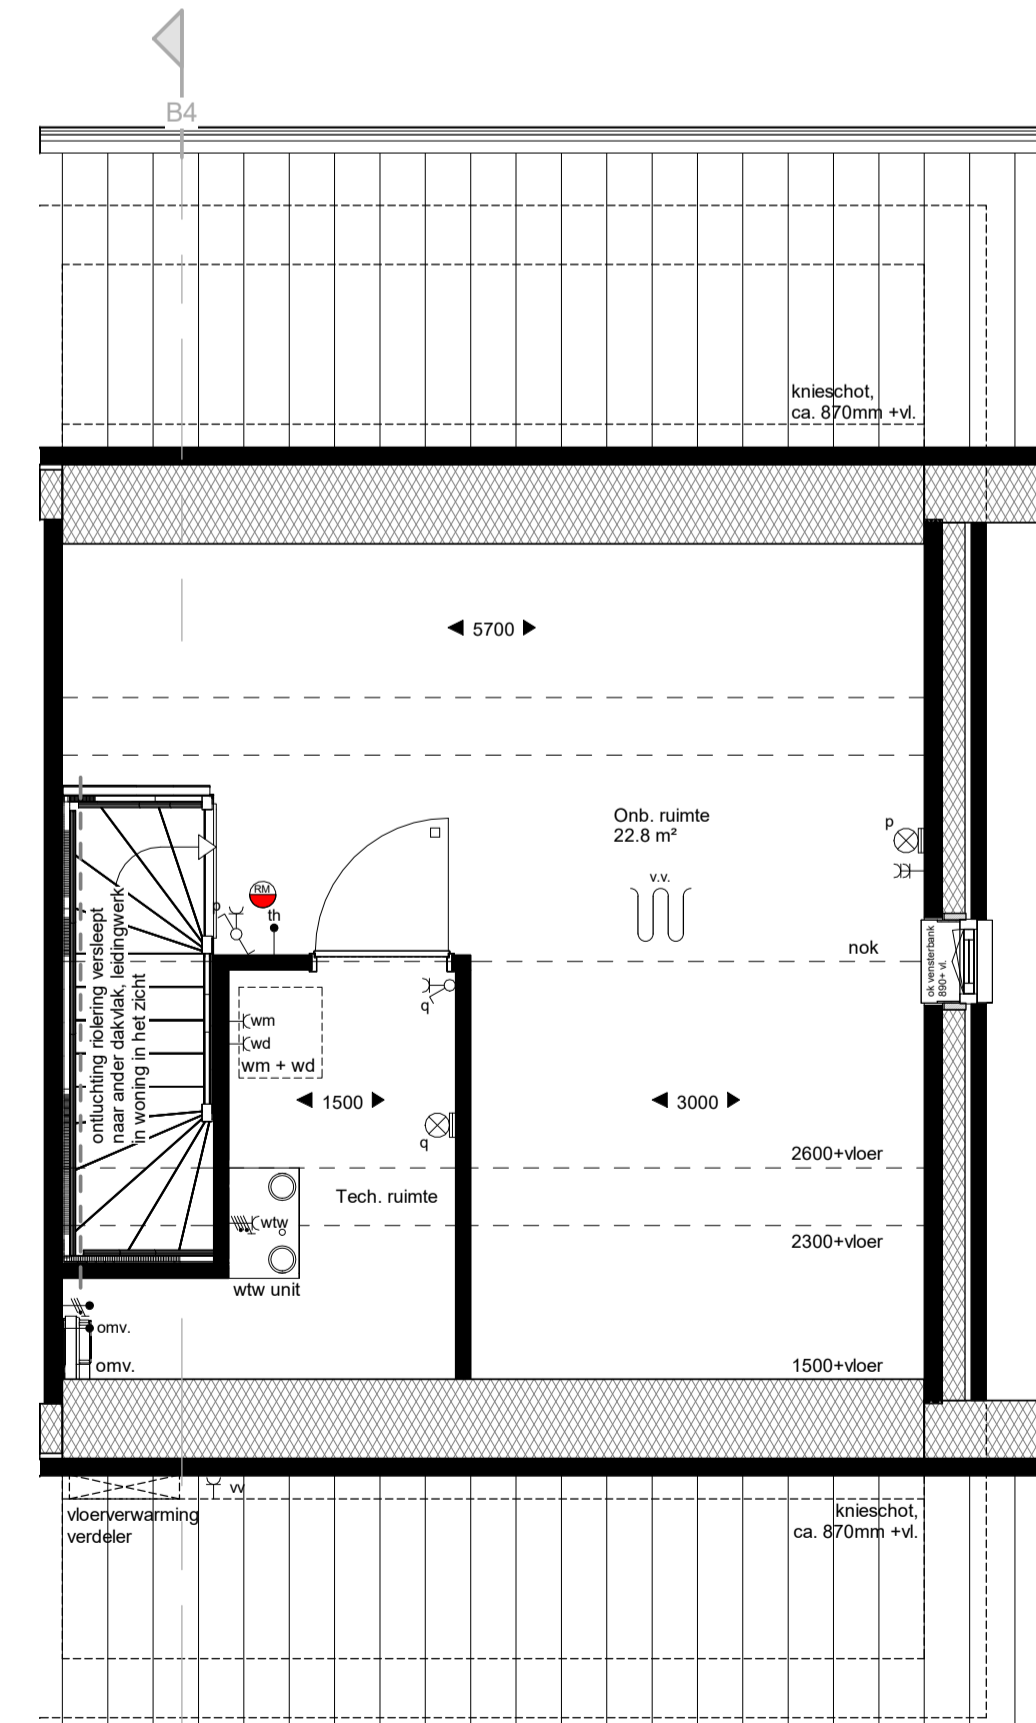 B4
knieschot,
ca. 870mm +vl.
5700
Onb. ruimte
22.8 m²
p
v.v.
RM
p
th
nok
ok vensterbank
890+ vl.
ontluchting riolering versleept
naar ander dakvlak, leidingwerk
in woning in het zicht
q
wm
wd
wm + wd
1500
3000
q
2600+vloer
Tech. ruimte
wtw
2300+vloer
wtw unit
omv.
omv.
1500+vloer
vv
vloerverwarming
verdeler
knieschot,
ca. 870mm +vl.